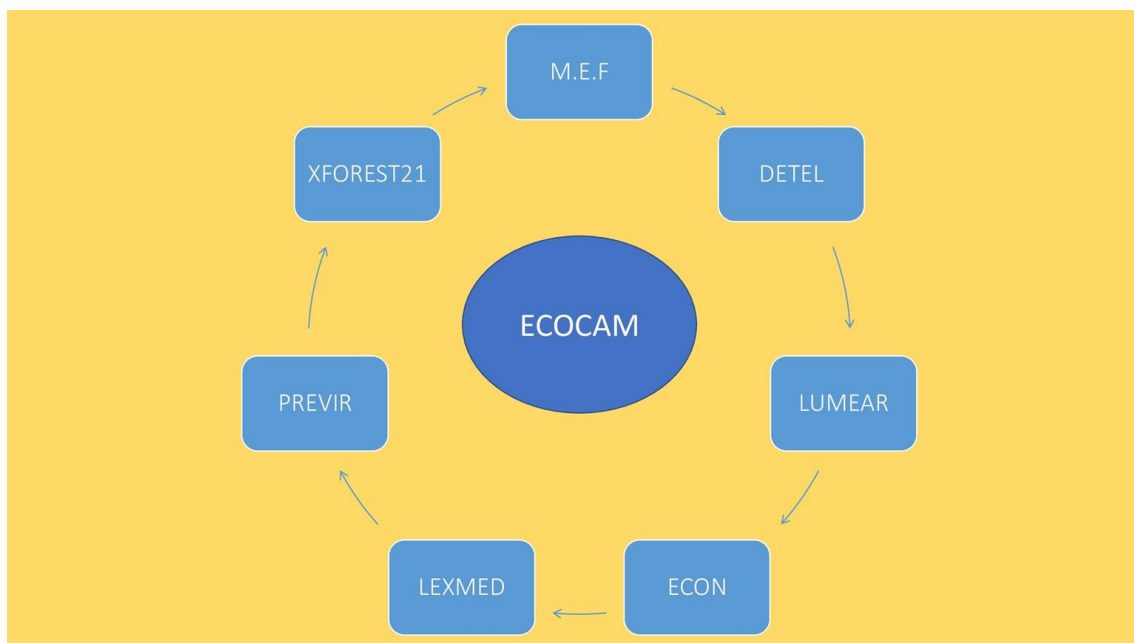 M.E.F
DETEL
LUMEAR
ECON
LEXMED
PREVIR
XFOREST21
ECOCAM